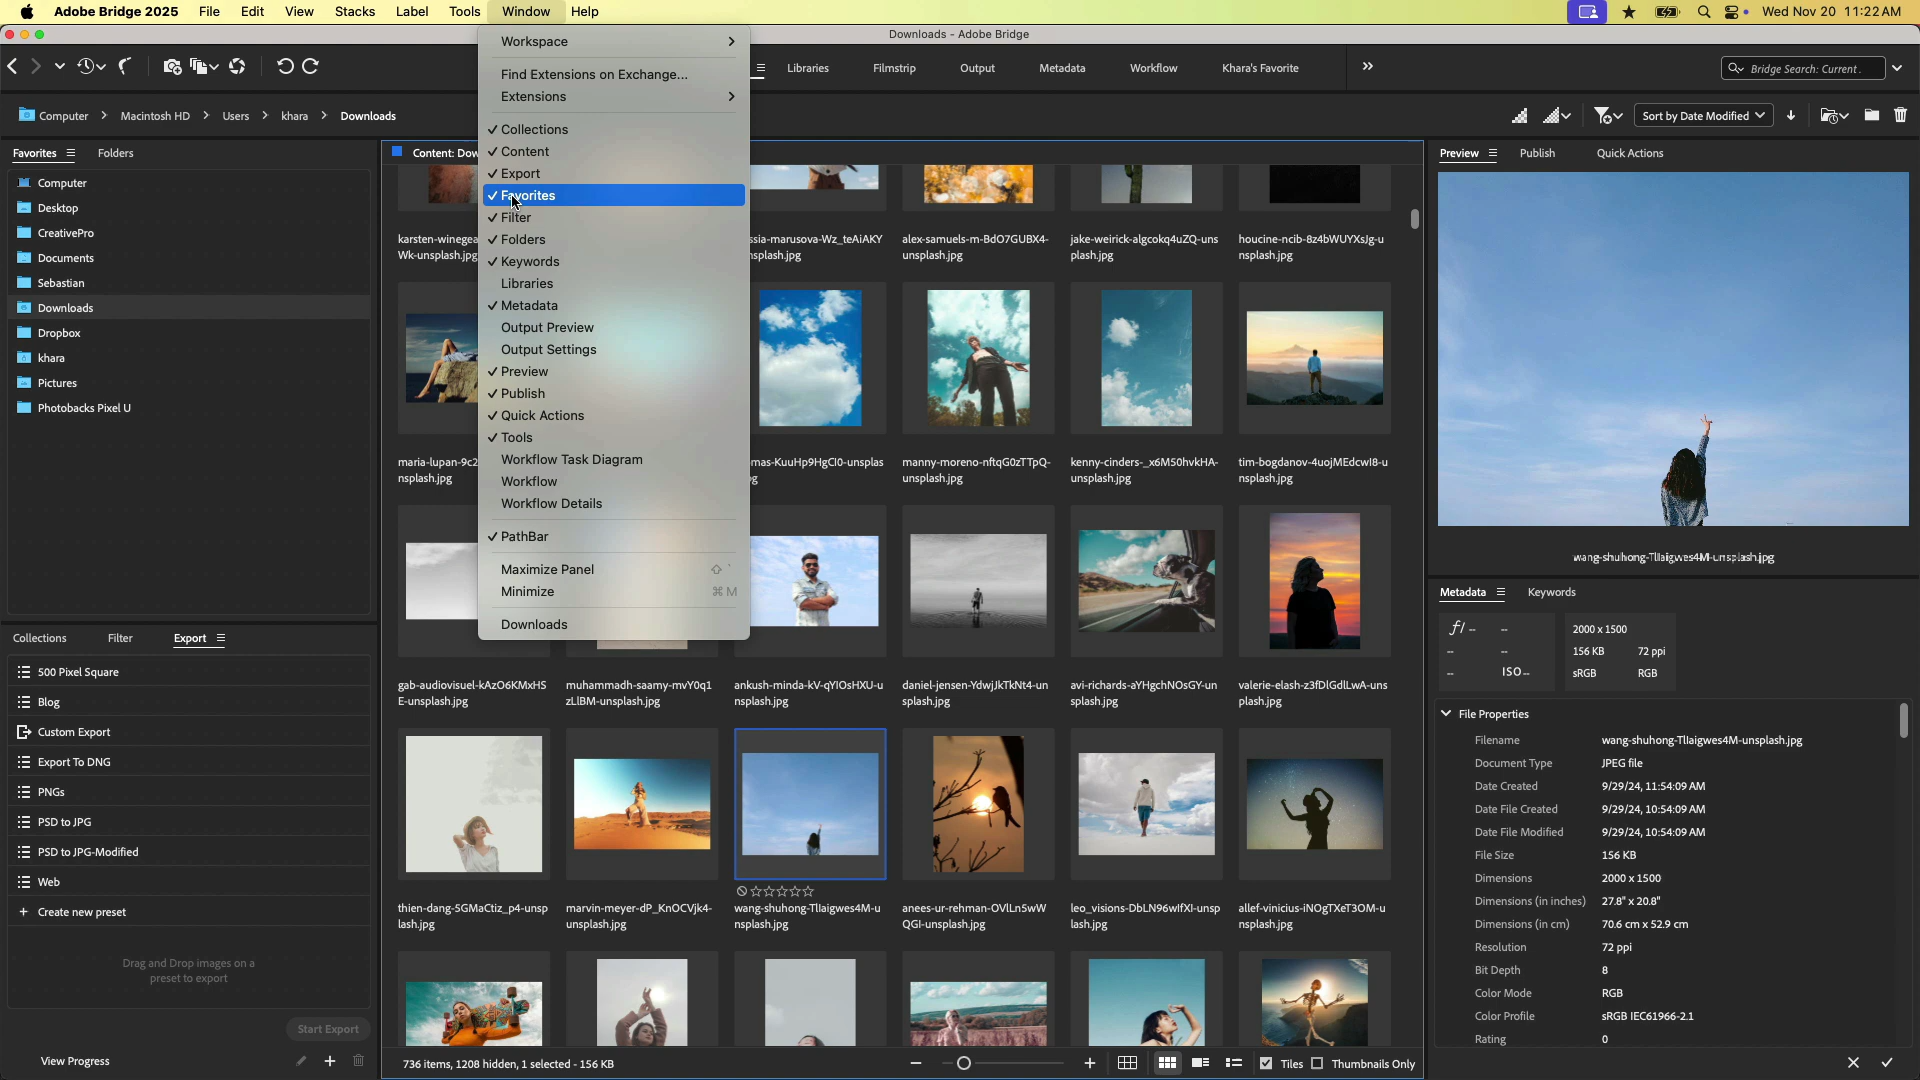 Adobe Bridge 2025 File Edit View Stacks Label Tools Window Help Wed Nov 20 11:22 AM
Downloads - Adobe Bridge
Libraries Filmstrip Output Metadata Workflow Khara's Favorite Bridge Search: Current .
Computer Macintosh HD Users khara Downloads
Sort by Date Modified
Favorites Folders
Computer
Desktop
CreativePro
Documents
Sebastian
Downloads
Dropbox
khara
Pictures
Photobacks Pixel U
Collections Filter Export
500 Pixel Square
Blog
Custom Export
Export To DNG
PNGs
PSD to JPG
PSD to JPG-Modified
Web
Create new preset
Drag and Drop images on a
preset to export
Start Export
View Progress
Workspace
Find Extensions on Exchange...
Extensions
Collections
Content
Export
Favorites
Filter
Folders
Keywords
Libraries
Metadata
Output Preview
Output Settings
Preview
Publish
Quick Actions
Tools
Workflow Task Diagram
Workflow
Workflow Details
PathBar
Maximize Panel ⇧ '
Minimize ⌘ M
Downloads
Content: Dow
karsten-winegea
Wk-unsplash.jpg
ssia-marusova-Wz_teAiAKY
nsplash.jpg
alex-samuels-m-BdO7GUBX4-
unsplash.jpg
jake-weirick-algcokq4uZQ-uns
plash.jpg
houcine-ncib-8z4bWUYXsJg-u
nsplash.jpg
maria-lupan-9c2
nsplash.jpg
mas-KuuHp9HgCI0-unsplas
manny-moreno-nftqG0zTTpQ-
unsplash.jpg
kenny-cinders-_x6M50hvkHA-
unsplash.jpg
tim-bogdanov-4uojMEdcwI8-u
nsplash.jpg
gab-audiovisuel-kAzO6KMxHS
E-unsplash.jpg
muhammadh-saamy-mvY0q1
zLlBM-unsplash.jpg
ankush-minda-kV-qYIOsHXU-u
nsplash.jpg
daniel-jensen-YdwjJkTkNt4-un
splash.jpg
avi-richards-aYHgchNOsGY-un
splash.jpg
valerie-elash-z3fDlGdlLwA-uns
plash.jpg
thien-dang-5GMaCtiz_p4-unsp
lash.jpg
marvin-meyer-dP_KnOCVjk4-
unsplash.jpg
wang-shuhong-Tllaigwes4M-u
nsplash.jpg
anees-ur-rehman-OVlLn5wW
QGI-unsplash.jpg
leo_visions-DbLN96wlfXI-unsp
lash.jpg
allef-vinicius-iNOgTXeT3OM-u
nsplash.jpg
736 items, 1208 hidden, 1 selected - 156 KB
Tiles Thumbnails Only
Preview Publish Quick Actions
wang-shuhong-Tllaigwes4M-unsplash.jpg
Metadata Keywords
f/ -- --
-- --
-- ISO--
2000 x 1500
156 KB 72 ppi
sRGB RGB
File Properties
Filename wang-shuhong-Tllaigwes4M-unsplash.jpg
Document Type JPEG file
Date Created 9/29/24, 11:54:09 AM
Date File Created 9/29/24, 10:54:09 AM
Date File Modified 9/29/24, 10:54:09 AM
File Size 156 KB
Dimensions 2000 x 1500
Dimensions (in inches) 27.8" x 20.8"
Dimensions (in cm) 70.6 cm x 52.9 cm
Resolution 72 ppi
Bit Depth 8
Color Mode RGB
Color Profile sRGB IEC61966-2.1
Rating 0